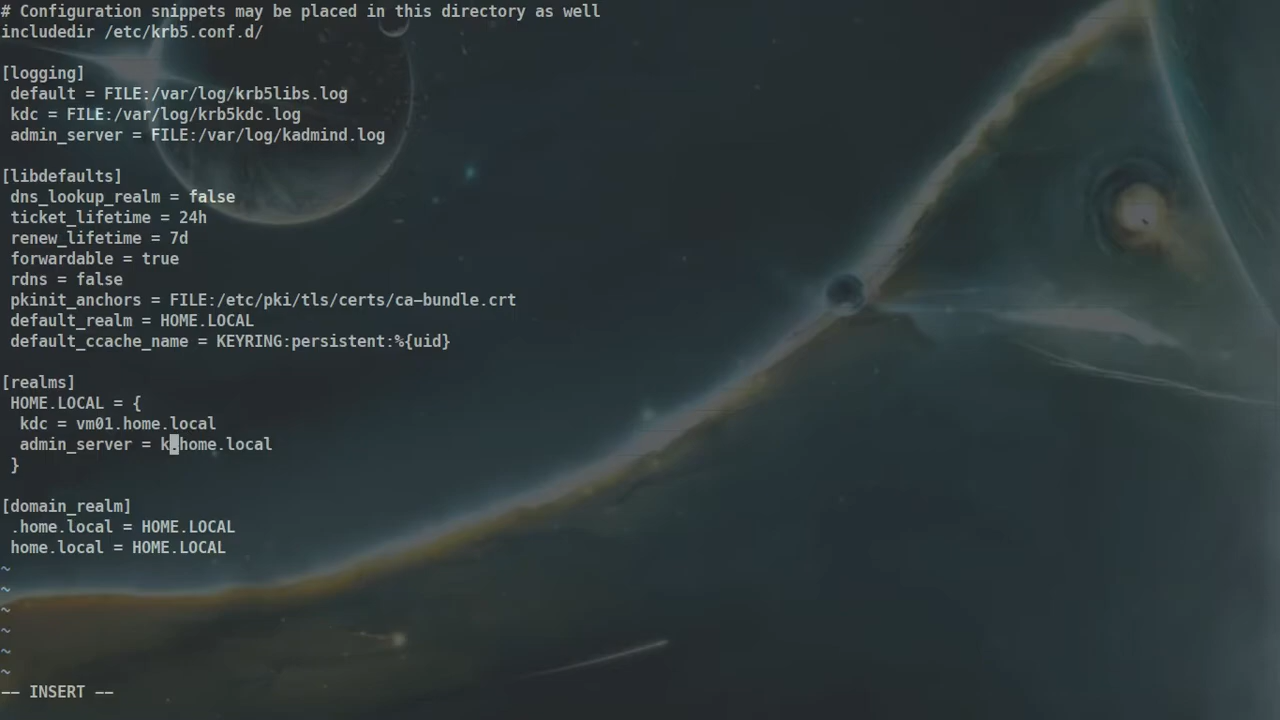 # Configuration snippets may be placed in this directory as well
includedir /etc/krb5.conf.d/

[logging]
 default = FILE:/var/log/krb5libs.log
 kdc = FILE:/var/log/krb5kdc.log
 admin_server = FILE:/var/log/kadmind.log

[libdefaults]
 dns_lookup_realm = false
 ticket_lifetime = 24h
 renew_lifetime = 7d
 forwardable = true
 rdns = false
 pkinit_anchors = FILE:/etc/pki/tls/certs/ca-bundle.crt
 default_realm = HOME.LOCAL
 default_ccache_name = KEYRING:persistent:%{uid}

[realms]
 HOME.LOCAL = {
  kdc = vm01.home.local
  admin_server = k.home.local
 }

[domain_realm]
 .home.local = HOME.LOCAL
 home.local = HOME.LOCAL
~
~
~
~
~
~
-- INSERT --